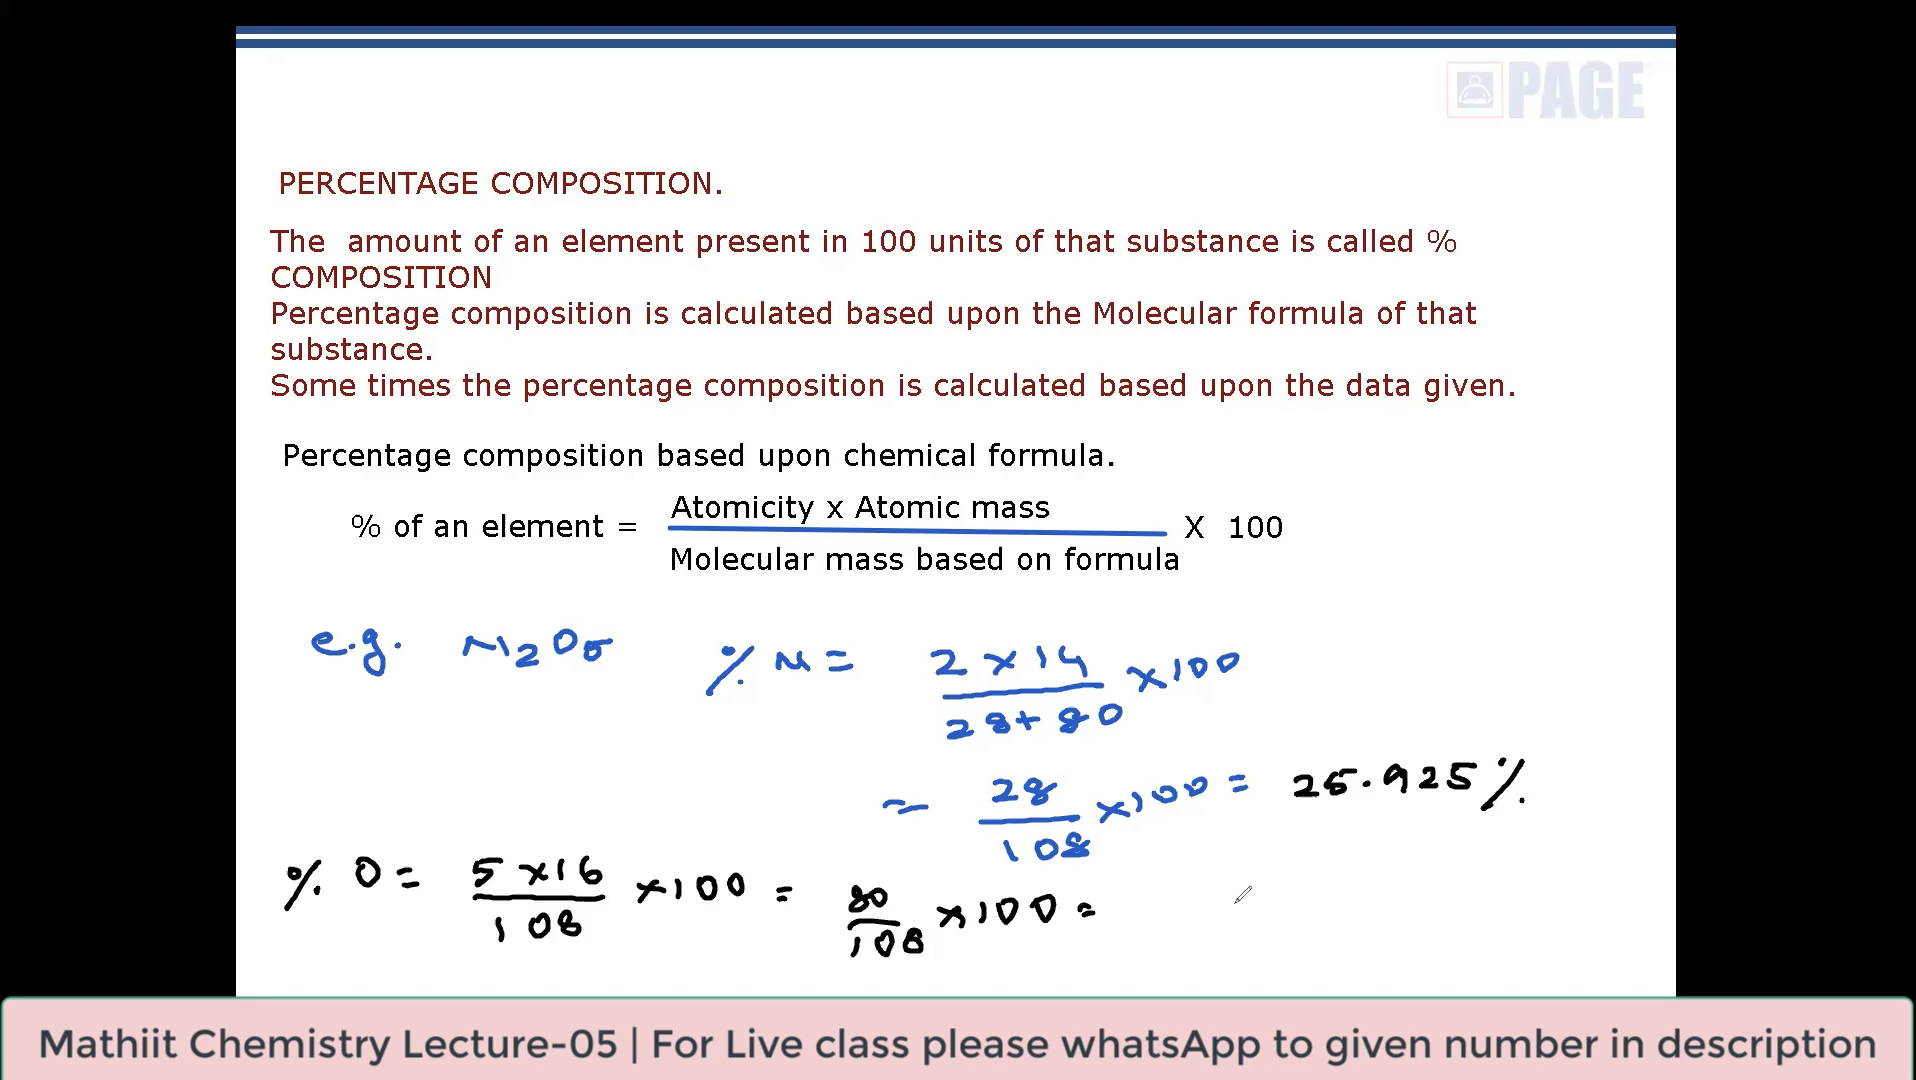 PAGE
PERCENTAGE COMPOSITION.
The amount of an element present in 100 units of that substance is called %
COMPOSITION
Percentage composition is calculated based upon the Molecular formula of that
substance.
Some times the percentage composition is calculated based upon the data given.
Percentage composition based upon chemical formula.
% of an element = Atomicity x Atomic mass / Molecular mass based on formula X 100
e.g. N2O5 % N = 2 x 14 / 28 + 80 x 100
= 28 / 108 x 100 = 25.925 %
% O = 5 x 16 / 108 x 100 = 80 / 108 x 100 =
Mathiit Chemistry Lecture-05 | For Live class please whatsApp to given number in description